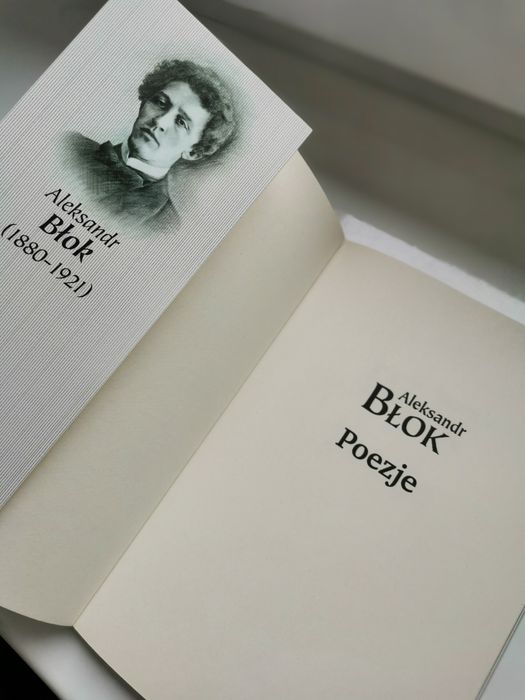 Aleksandr
Błok
(1880–1921)
Aleksandr
BŁOK
Poezje